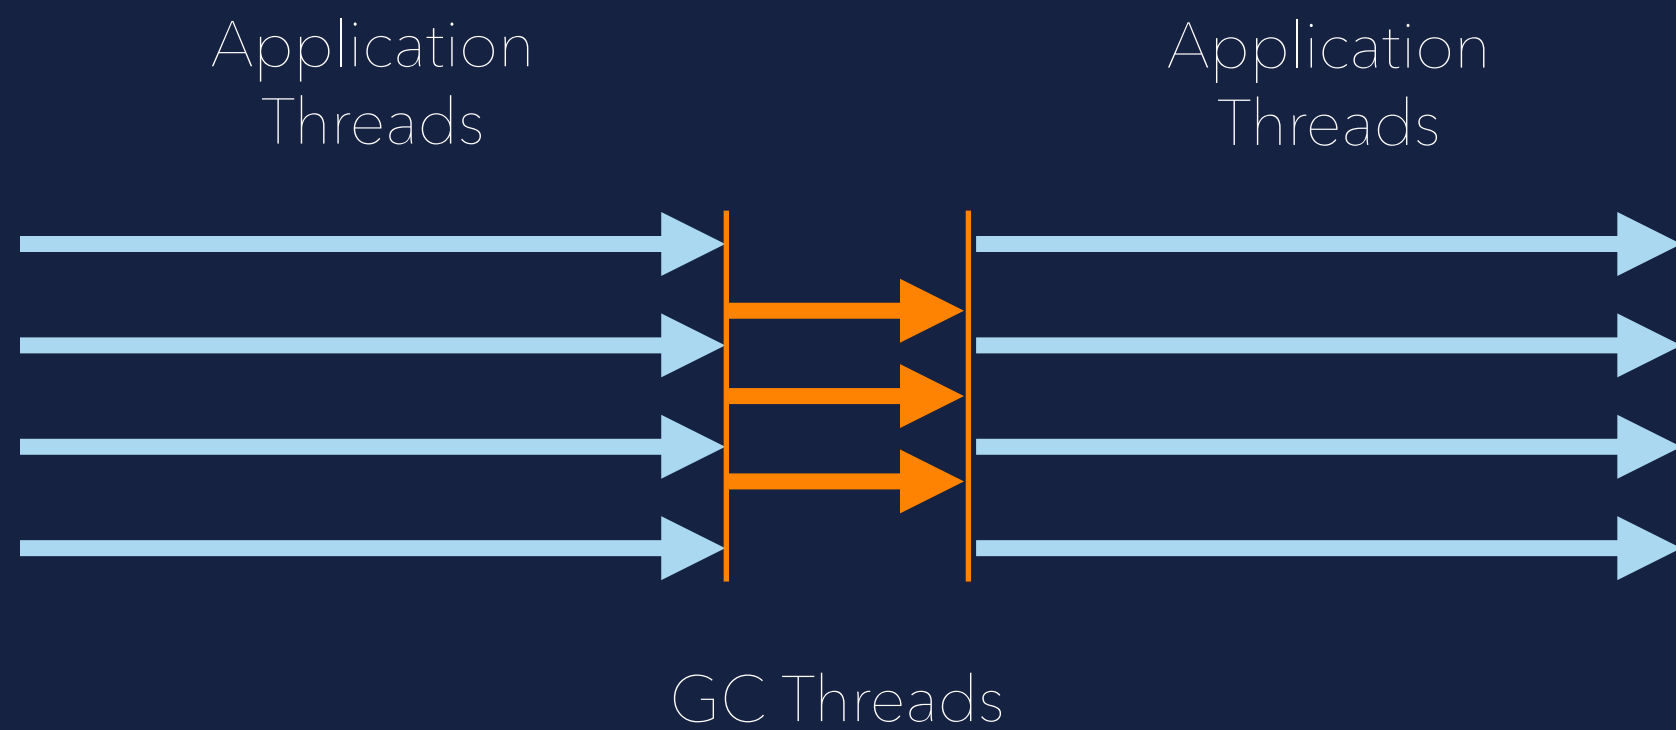 Application
Threads
Application
Threads
GC Threads